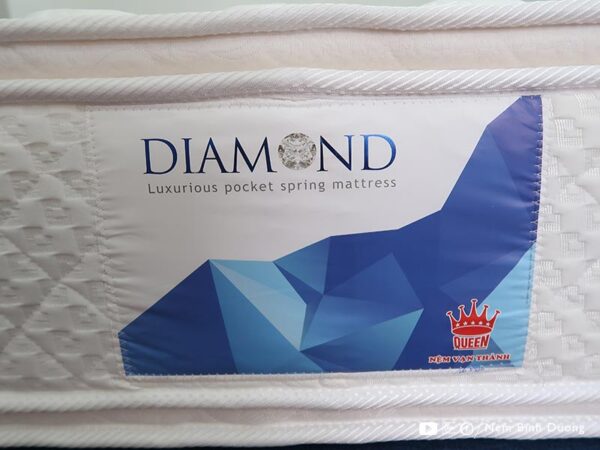 DIAMOND
Luxurious pocket spring mattress
QUEEN
NỆM VẠN THÀNH
/ Nệm Bình Dương